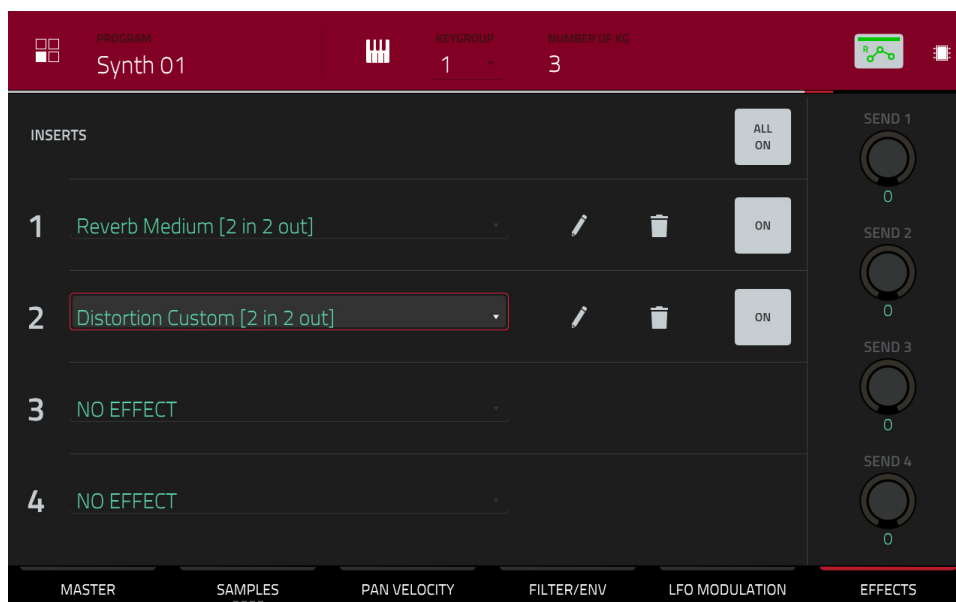 PROGRAM
Synth 01
KEYGROUP
1
NUMBER OF KG
3
R
INSERTS
ALL
ON
1 Reverb Medium [2 in 2 out] ON
2 Distortion Custom [2 in 2 out] ON
3 NO EFFECT
4 NO EFFECT
SEND 1
0
SEND 2
0
SEND 3
0
SEND 4
0
MASTER SAMPLES PAN VELOCITY FILTER/ENV LFO MODULATION EFFECTS